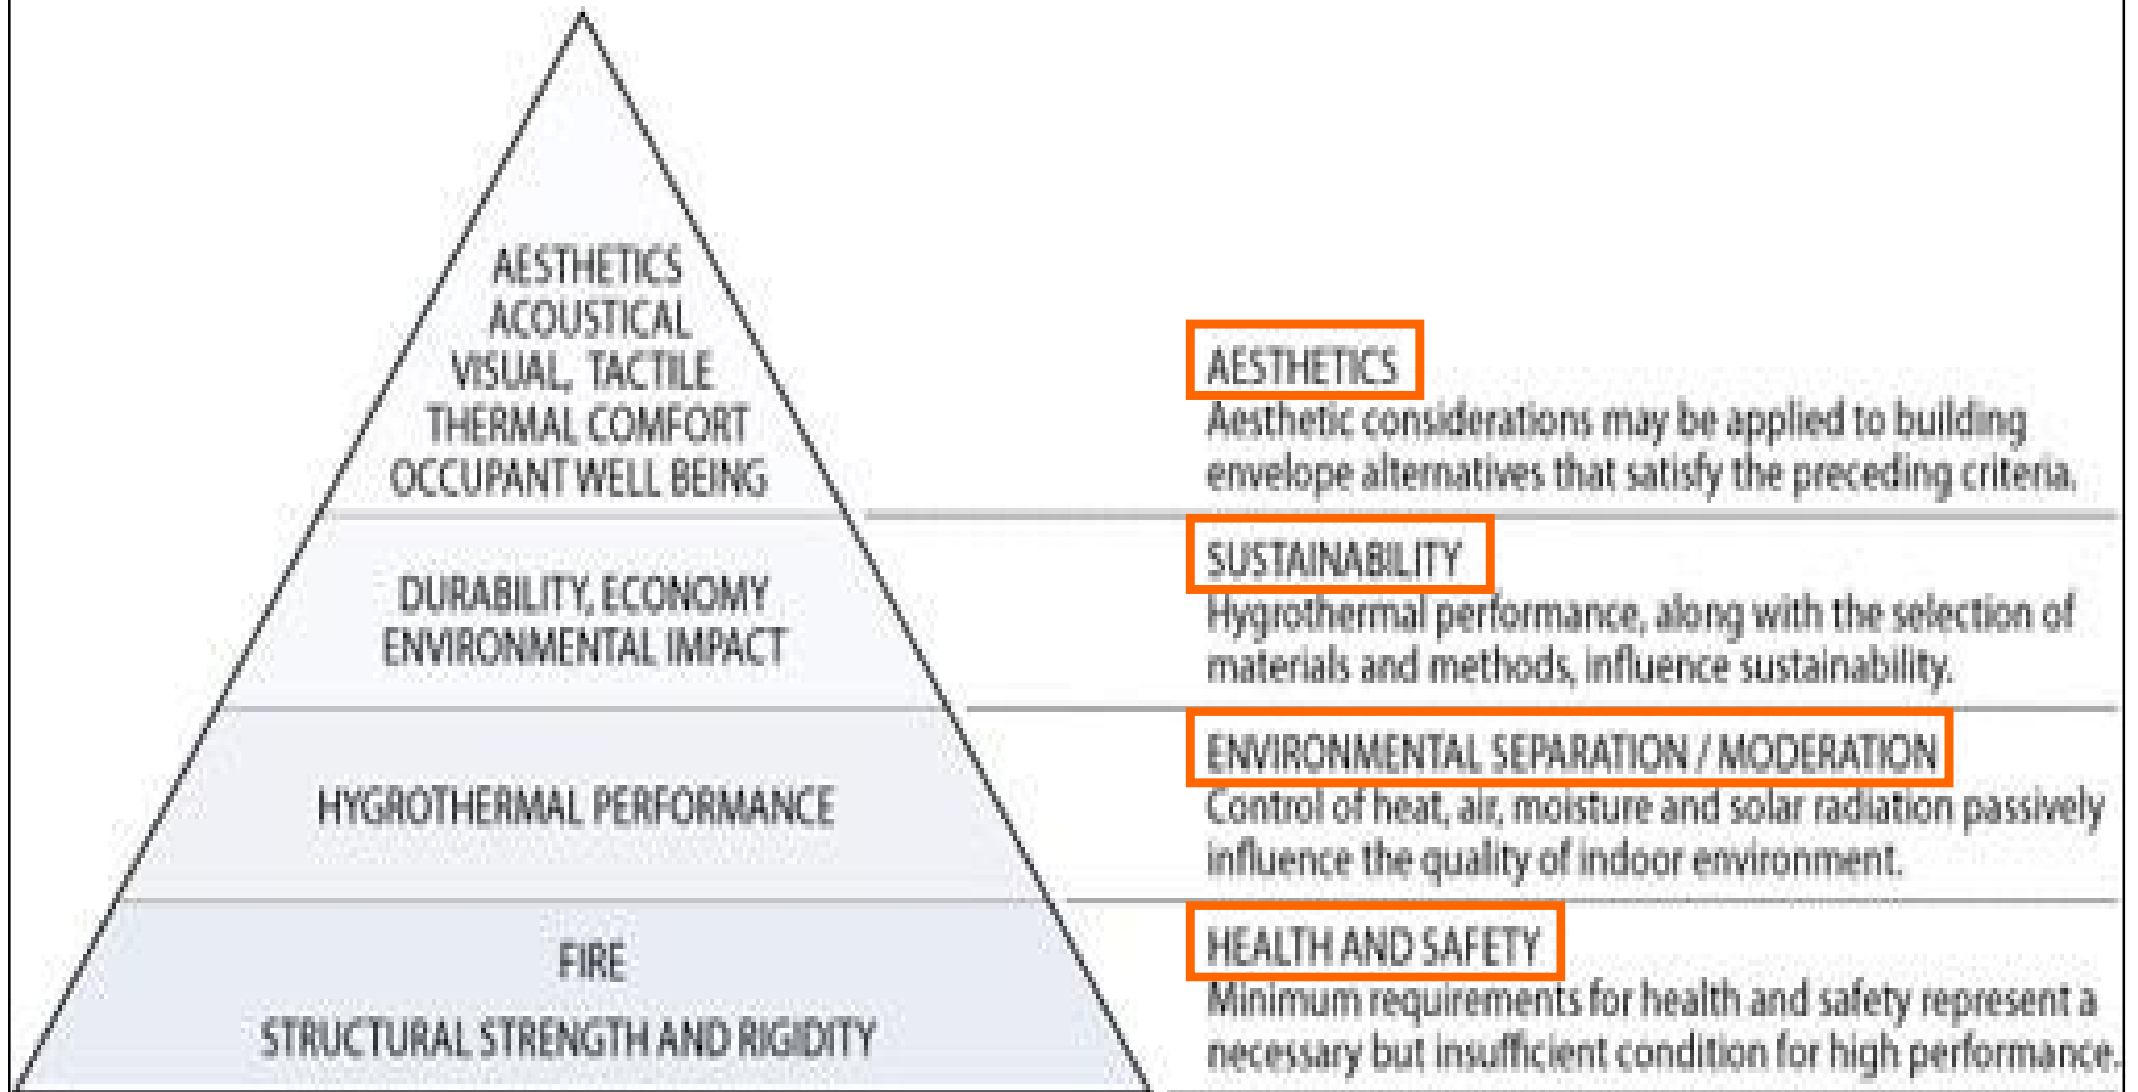 AESTHETICS
ACOUSTICAL
VISUAL, TACTILE
THERMAL COMFORT
OCCUPANT WELL BEING
AESTHETICS
Aesthetic considerations may be applied to building
envelope alternatives that satisfy the preceding criteria.
DURABILITY, ECONOMY
ENVIRONMENTAL IMPACT
SUSTAINABILITY
Hygrothermal performance, along with the selection of
materials and methods, influence sustainability.
HYGROTHERMAL PERFORMANCE
ENVIRONMENTAL SEPARATION / MODERATION
Control of heat, air, moisture and solar radiation passively
influence the quality of indoor environment.
FIRE
STRUCTURAL STRENGTH AND RIGIDITY
HEALTH AND SAFETY
Minimum requirements for health and safety represent a
necessary but insufficient condition for high performance.